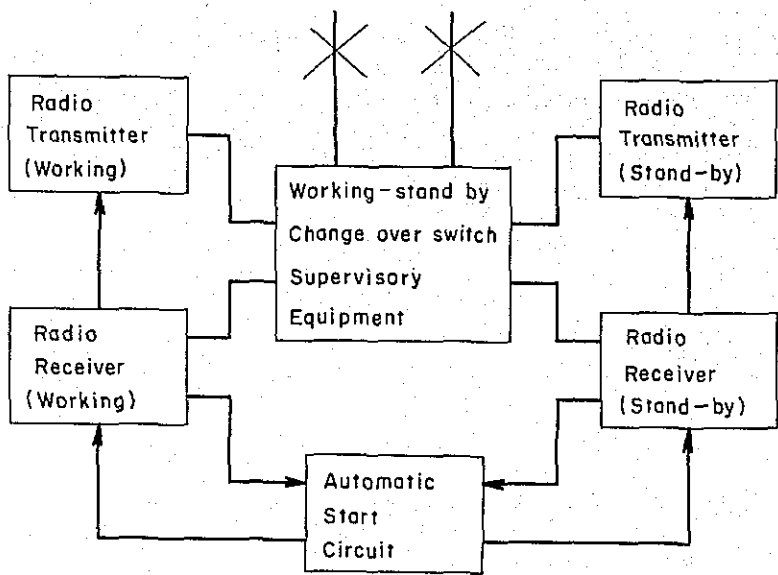 Radio
Transmitter
(Working)
Working-stand by
Change over switch
Supervisory
Equipment
Radio
Transmitter
(Stand-by)
Radio
Receiver
(Working)
Radio
Receiver
(Stand-by)
Automatic
Start
Circuit